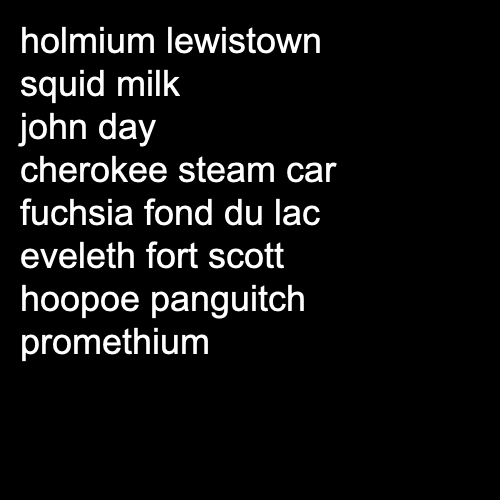 holmium lewistown
squid milk
john day
cherokee steam car
fuchsia fond du lac
eveleth fort scott
hoopoe panguitch
promethium